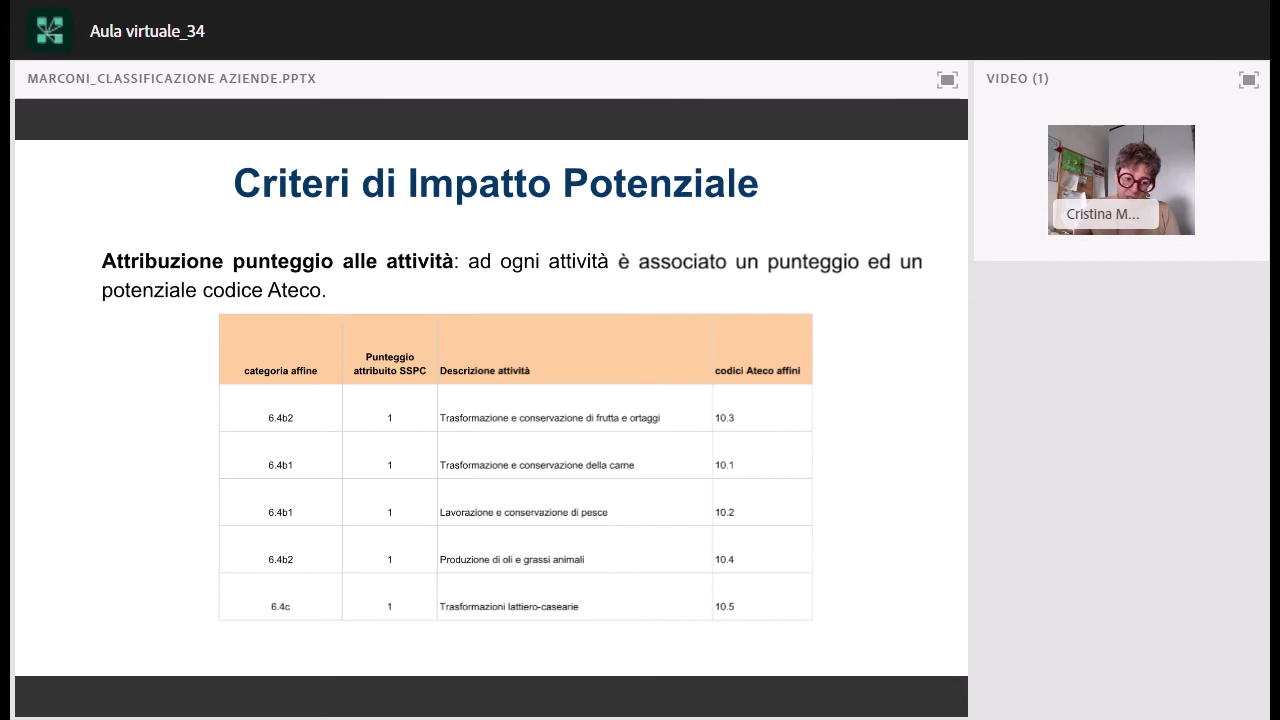 Aula virtuale_34
MARCONI_CLASSIFICAZIONE AZIENDE.PPTX
VIDEO (1)
Cristina M...
Criteri di Impatto Potenziale
Attribuzione punteggio alle attività: ad ogni attività è associato un punteggio ed un
potenziale codice Ateco.
categoria affine Punteggio attribuito SSPC Descrizione attività codici Ateco affini
6.4b2 1 Trasformazione e conservazione di frutta e ortaggi 10.3
6.4b1 1 Trasformazione e conservazione della carne 10.1
6.4b1 1 Lavorazione e conservazione di pesce 10.2
6.4b2 1 Produzione di oli e grassi animali 10.4
6.4c 1 Trasformazioni lattiero-casearie 10.5